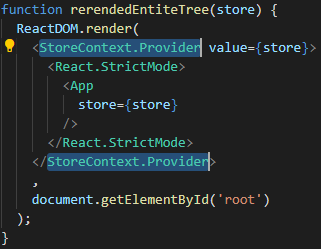 function rerendedEntiteTree(store) {
ReactDOM.render(
<StoreContext.Provider value={store}>
<React.StrictMode>
<App
store={store}
/>
</React.StrictMode>
</StoreContext.Provider>
,
document.getElementById('root')
);
}